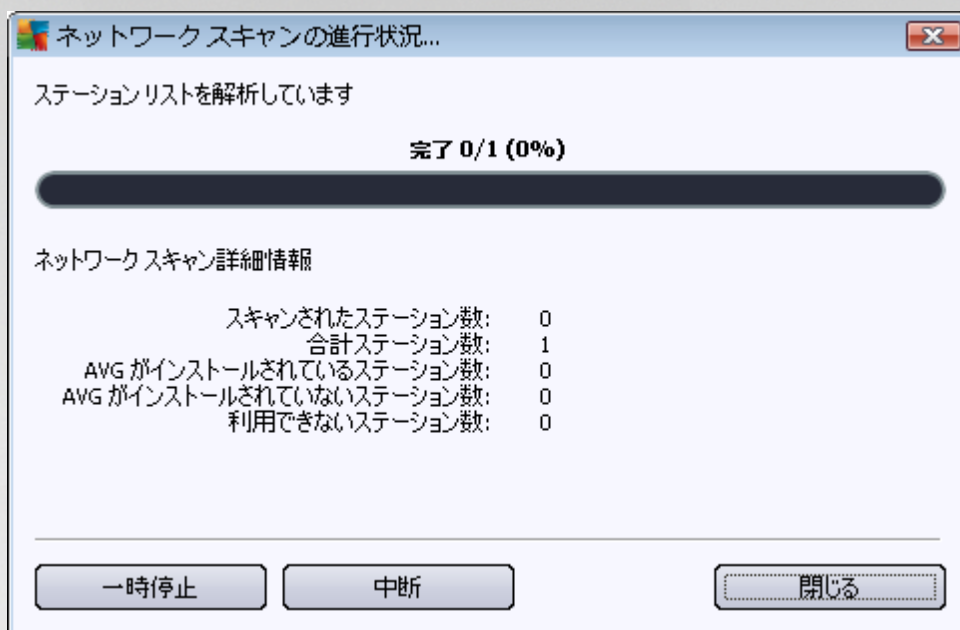 ネットワーク スキャンの進行状況...
ステーション リストを解析しています
完了 0/1 (0%)
ネットワーク スキャン詳細情報
スキャンされたステーション数: 0
合計ステーション数: 1
AVG がインストールされているステーション数: 0
AVG がインストールされていないステーション数: 0
利用できないステーション数: 0
一時停止 中断 閉じる